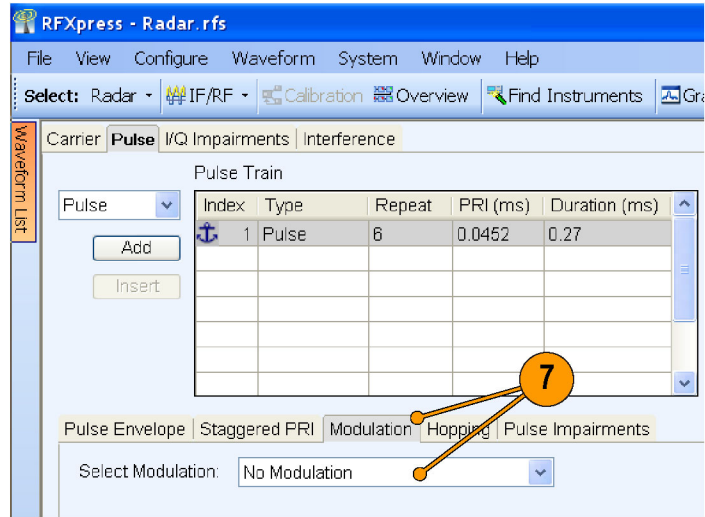 RFXpress - Radar.rfs
File View Configure Waveform System Window Help
Select: Radar IF/RF Calibration Overview Find Instruments Gra
Waveform List
Carrier Pulse I/Q Impairments Interference
Pulse Train
Pulse
Index Type Repeat PRI (ms) Duration (ms)
1 Pulse 6 0.0452 0.27
Add
Insert
7
Pulse Envelope Staggered PRI Modulation Hopping Pulse Impairments
Select Modulation: No Modulation